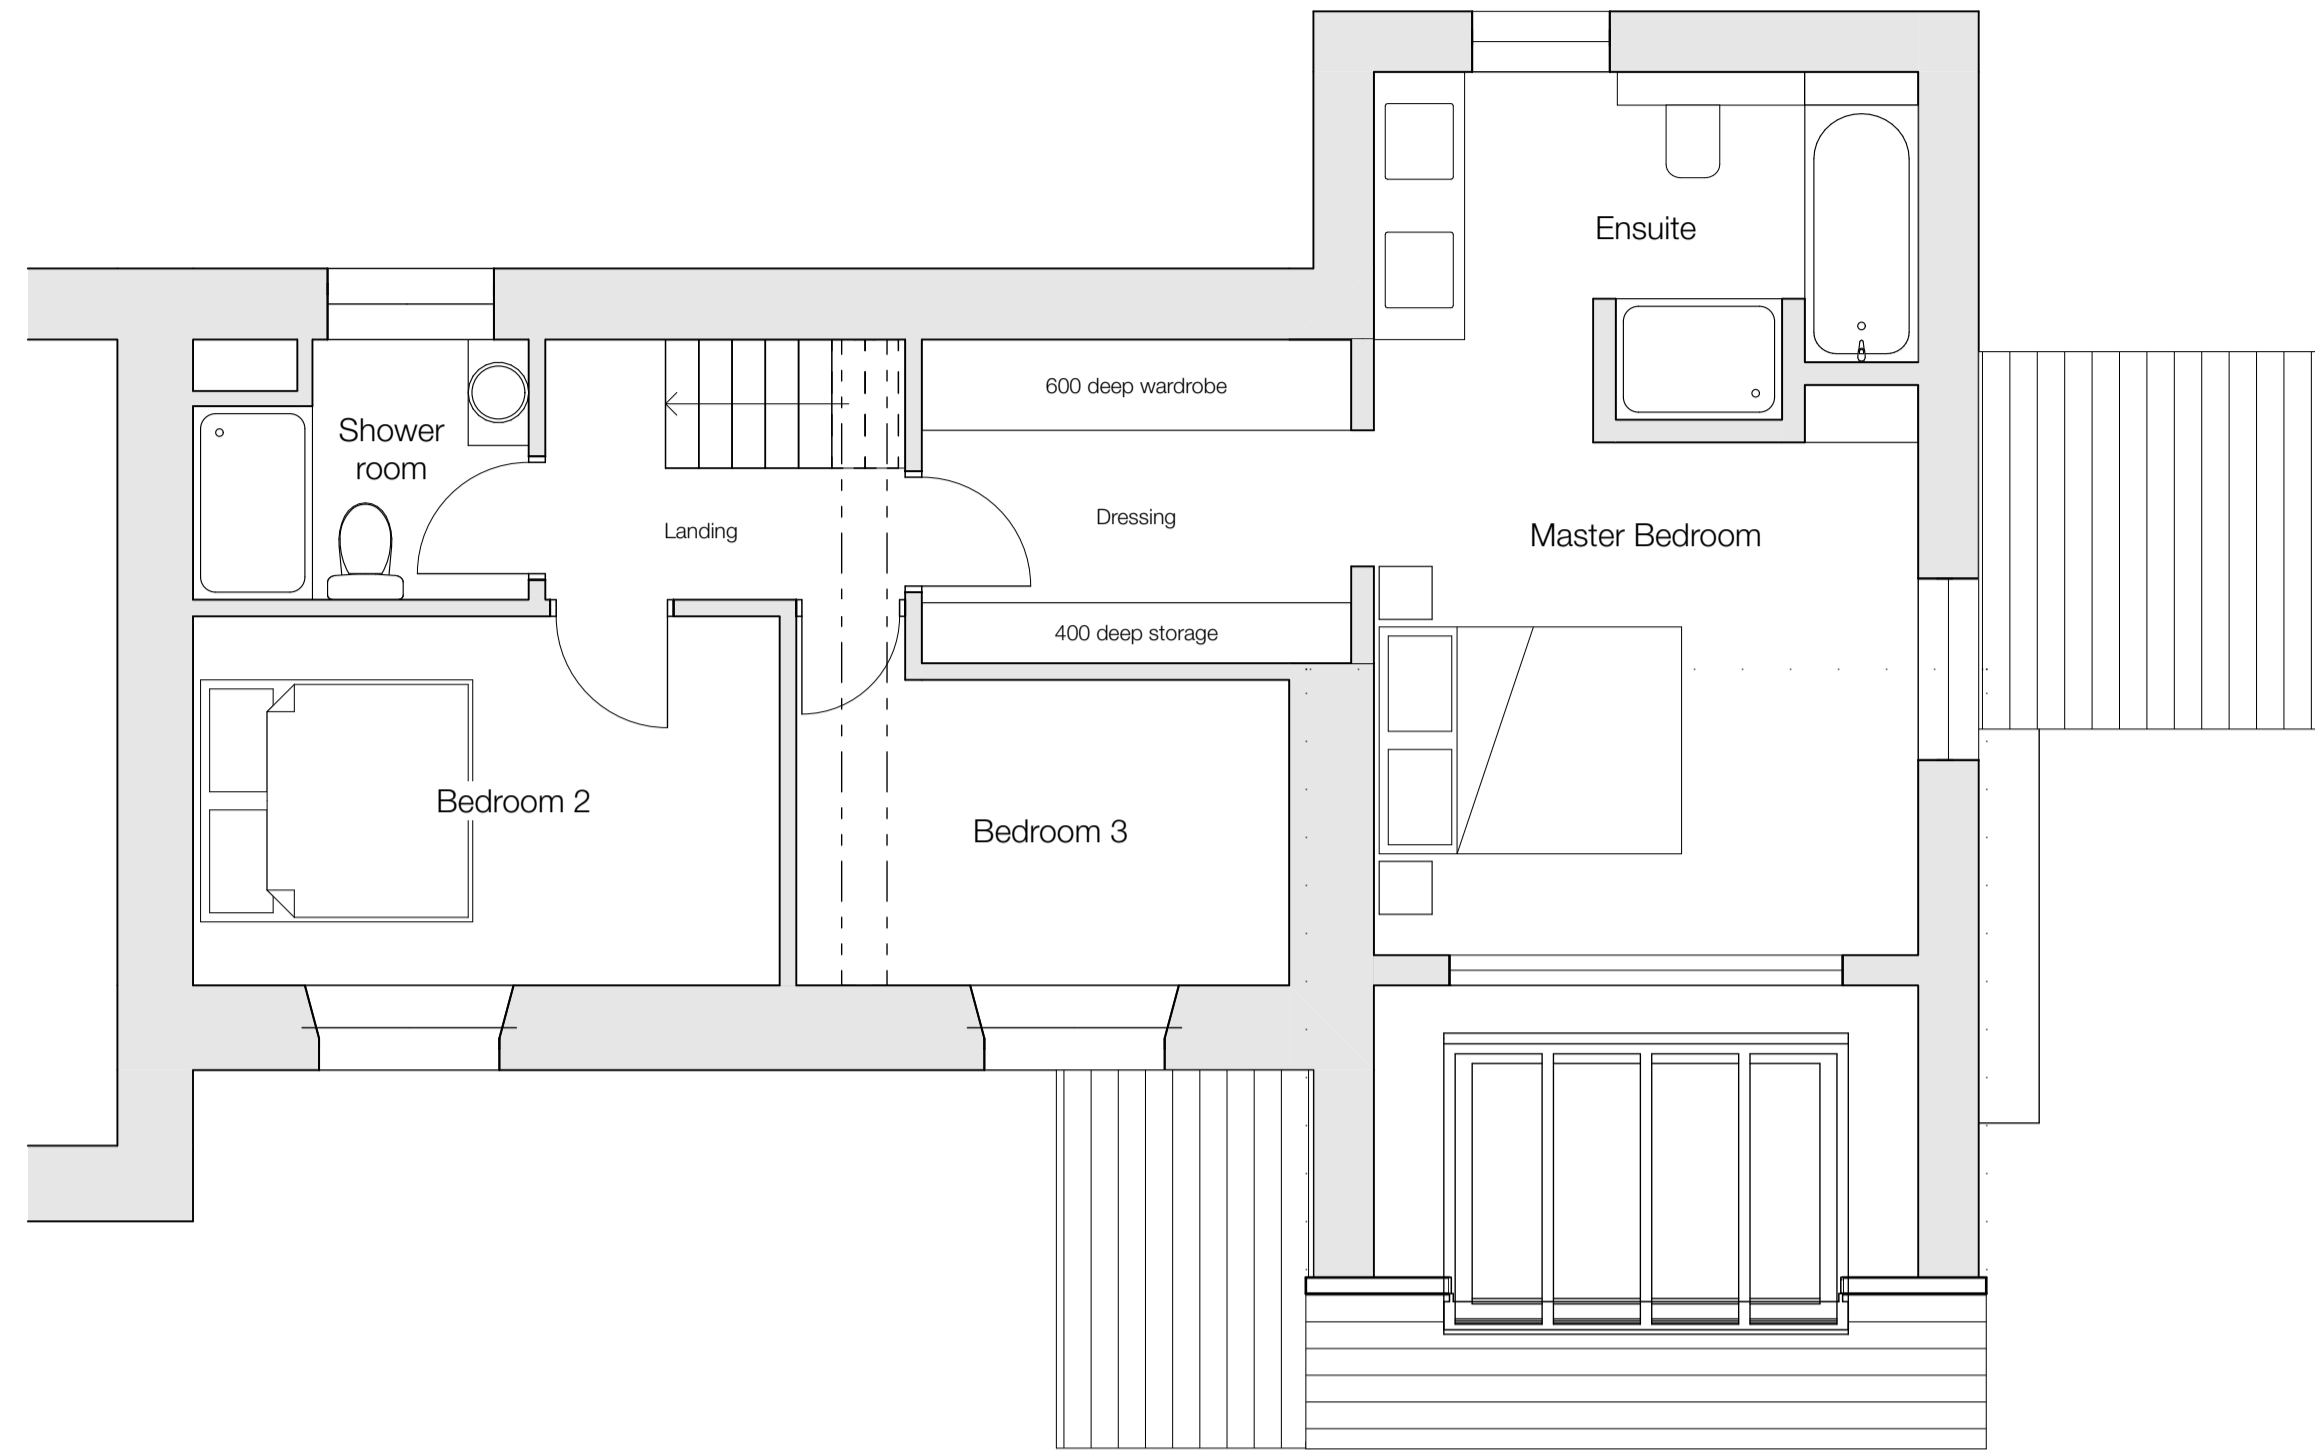 Ensuite
600 deep wardrobe
Shower
room
Dressing
Landing
Master Bedroom
400 deep storage
Bedroom 2
Bedroom 3